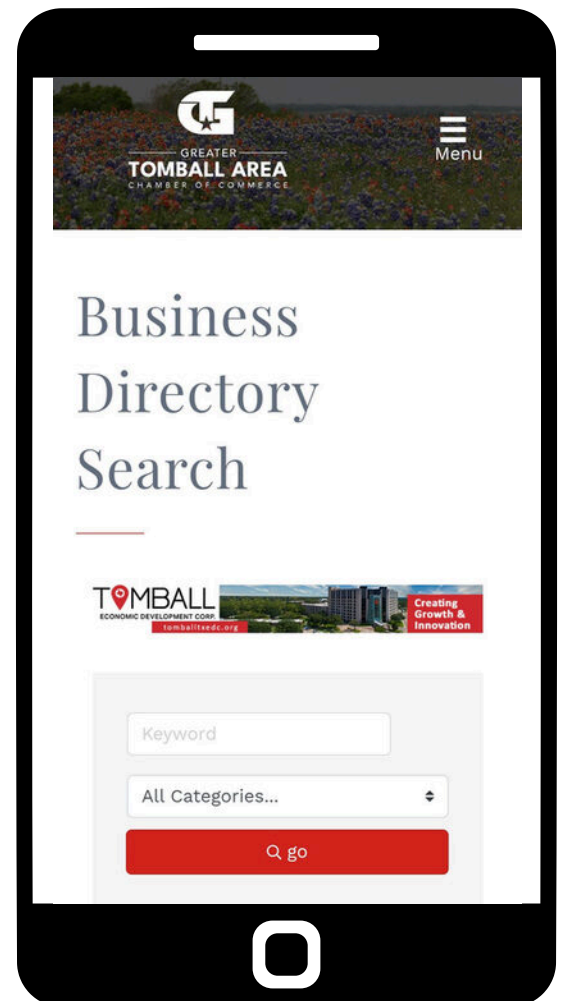 GREATER
TOMBALL AREA
CHAMBER OF COMMERCE
Menu
Business
Directory
Search
TOMBALL
ECONOMIC DEVELOPMENT CORP.
tomballtxedc.org
Creating
Growth &
Innovation
Keyword
All Categories...
go